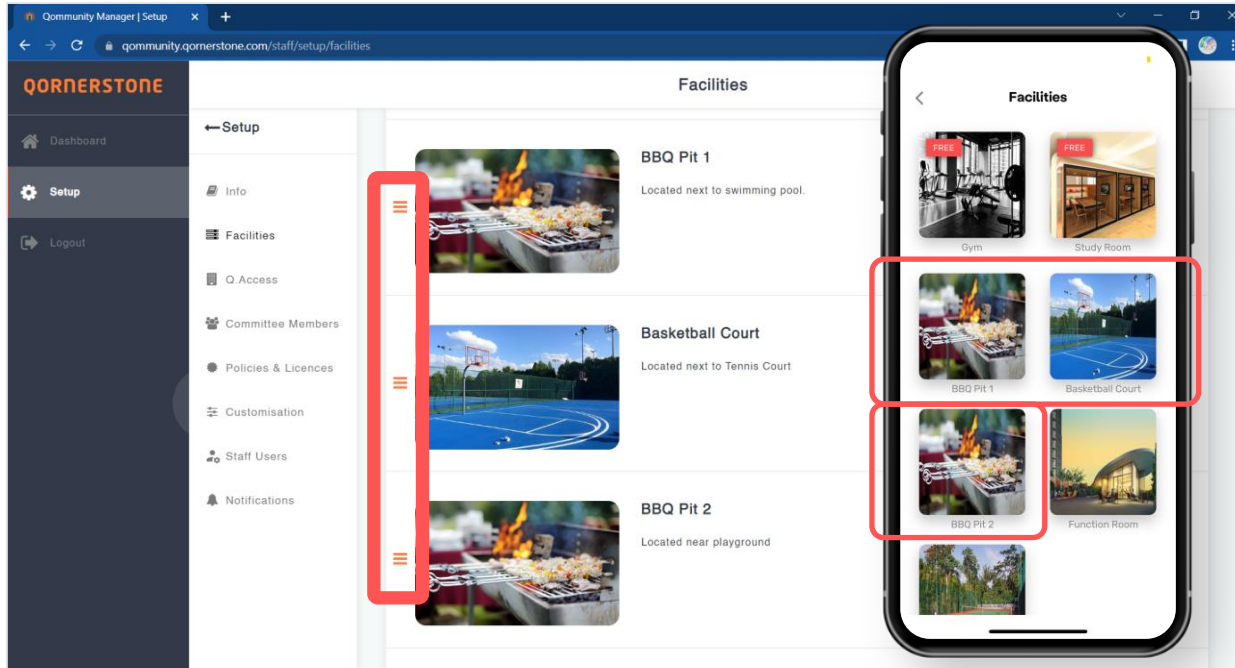 Qommunity Manager | Setup
qommunity.qornerstone.com/staff/setup/facilities
QORNERSTONE
Dashboard
Setup
Logout
Facilities
←Setup
Info
Facilities
Q.Access
Committee Members
Policies & Licences
Customisation
Staff Users
Notifications
BBQ Pit 1
Located next to swimming pool.
Basketball Court
Located next to Tennis Court
BBQ Pit 2
Located near playground
Facilities
FREE
FREE
Gym
Study Room
BBQ Pit 1
Basketball Court
BBQ Pit 2
Function Room